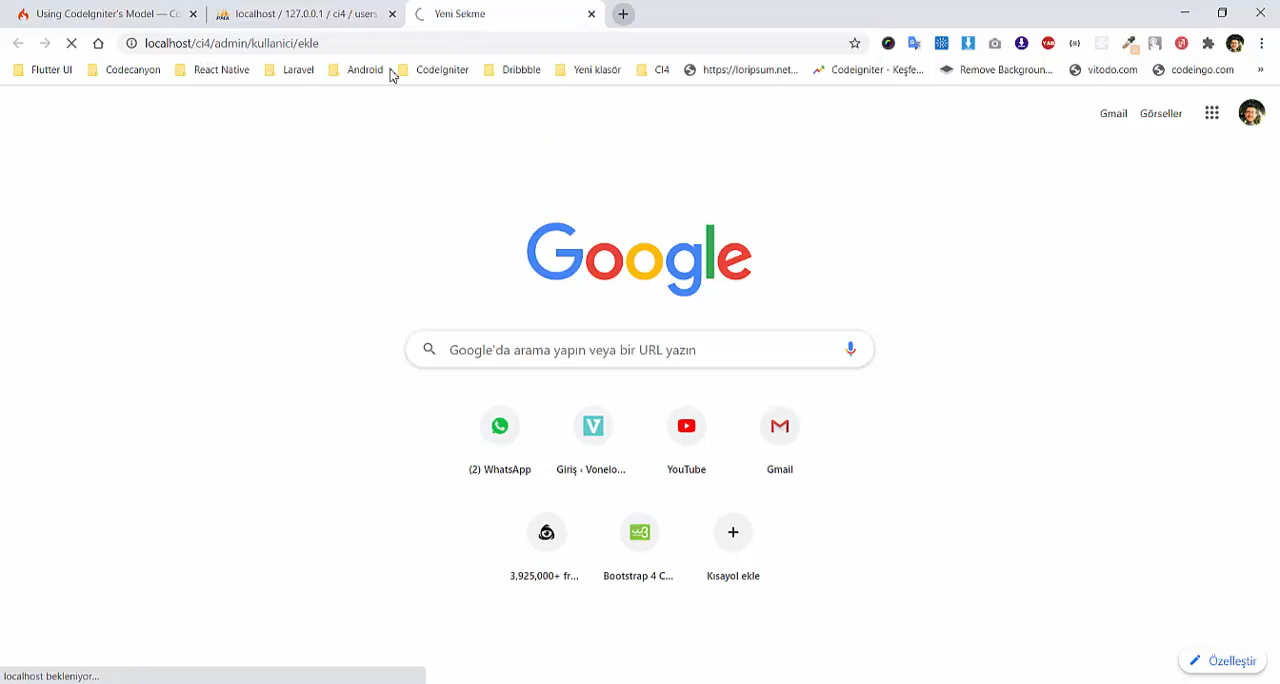 Using CodeIgniter's Model — Co
localhost / 127.0.0.1 / ci4 / users
Yeni Sekme
localhost/ci4/admin/kullanici/ekle
Flutter UI
Codecanyon
React Native
Laravel
Android
CodeIgniter
Dribbble
Yeni klasör
CI4
https://loripsum.net...
Codeigniter - Keşfe...
Remove Backgroun...
vitodo.com
codeingo.com
»
Gmail
Görseller
Google
Google'da arama yapın veya bir URL yazın
(2) WhatsApp
Giriş ‹ Vonelo...
YouTube
Gmail
3,925,000+ fr...
Bootstrap 4 C...
Kısayol ekle
Özelleştir
localhost bekleniyor...